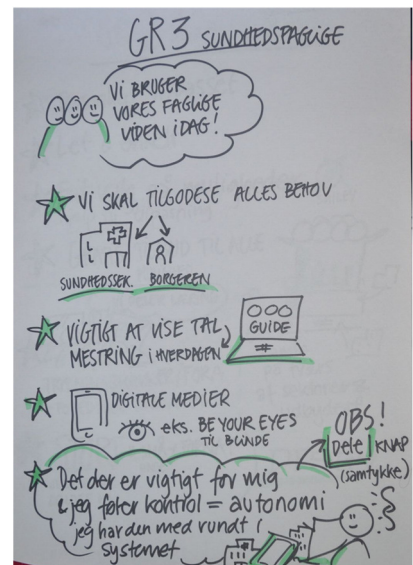 GR3 SUNDHEDSFAGLIGE
VI BRUGER
VORES FAGLIGE
VIDEN I DAG!
VI SKAL TILGODESE ALLES BEHOV
SUNDHEDSSEK. BORGEREN
VIGTIGT AT VISE TAL
MESTRING i HVERDAGEN
GUIDE
DIGITALE MEDIER
eks. BE YOUR EYES
TIL BLINDE
OBS!
Dele KNAP
(samtykke)
Det der er vigtigt for mig
jeg føler kontrol = autonomi
jeg har den med rundt i
systemet